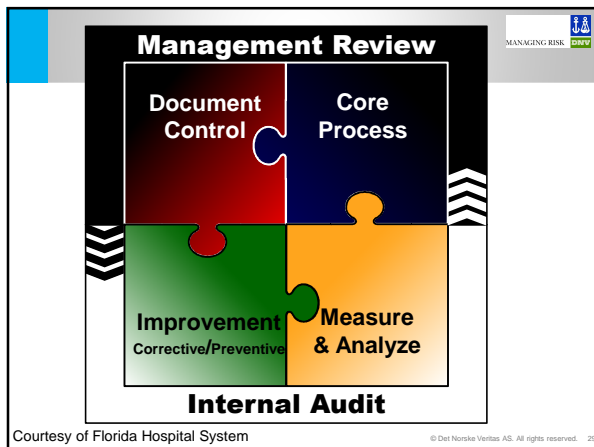 Management Review
MANAGING RISK
DNV
Document
Control
Core
Process
Improvement
Corrective/Preventive
Measure
& Analyze
Internal Audit
Courtesy of Florida Hospital System
© Det Norske Veritas AS. All rights reserved.